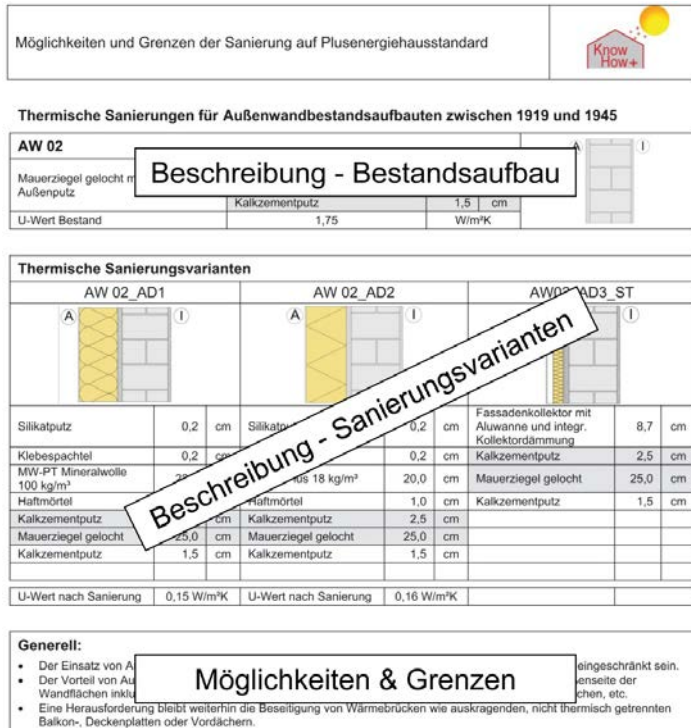 Möglichkeiten und Grenzen der Sanierung auf Plusenergiehausstandard
Know
How+
Thermische Sanierungen für Außenwandbestandsaufbauten zwischen 1919 und 1945
AW 02
A
I
Mauerziegel gelocht
Außenputz
Beschreibung - Bestandsaufbau
Kalkzementputz 1,5 cm
U-Wert Bestand 1,75 W/m²K
Thermische Sanierungsvarianten
AW 02_AD1 AW 02_AD2 AD3_ST
A I A I I
Beschreibung - Sanierungsvarianten
Silikatputz 0,2 cm 0,2 cm Fassadenkollektor mit Aluwanne und integr. Kollektordämmung 8,7 cm
Klebespachtel 0,2 0,2 cm Kalkzementputz 2,5 cm
MW-PT Mineralwolle 100 kg/m³ 18 kg/m³ 20,0 cm Mauerziegel gelocht 25,0 cm
Haftmörtel Haftmörtel 1,0 cm Kalkzementputz 1,5 cm
Kalkzementputz cm Kalkzementputz 2,5 cm
Mauerziegel gelocht 25,0 cm Mauerziegel gelocht 25,0 cm
Kalkzementputz 1,5 cm Kalkzementputz 1,5 cm
U-Wert nach Sanierung 0,15 W/m²K U-Wert nach Sanierung 0,16 W/m²K
Generell:
• Der Einsatz von eingeschränkt sein.
• Der Vorteil von der
Möglichkeiten & Grenzen
Wandflächen etc.
• Eine Herausforderung bleibt weiterhin die Beseitigung von Wärmebrücken wie auskragenden, nicht thermisch getrennten
Balkon-, Deckenplatten oder Vordächern.